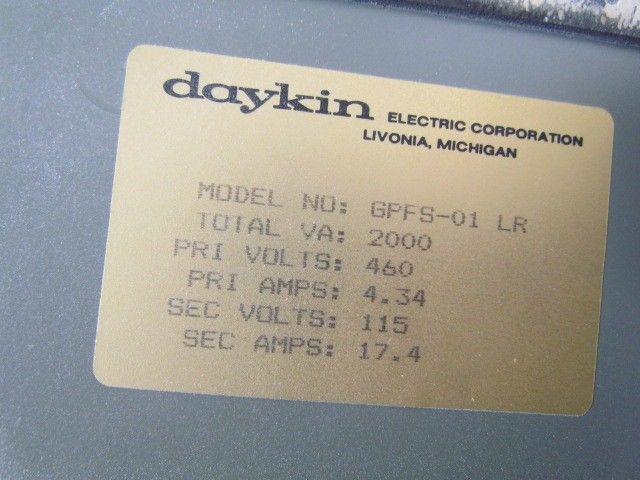 daykin ELECTRIC CORPORATION
LIVONIA, MICHIGAN
MODEL NO: GPFS-01 LR
TOTAL VA: 2000
PRI VOLTS: 460
PRI AMPS: 4.34
SEC VOLTS: 115
SEC AMPS: 17.4